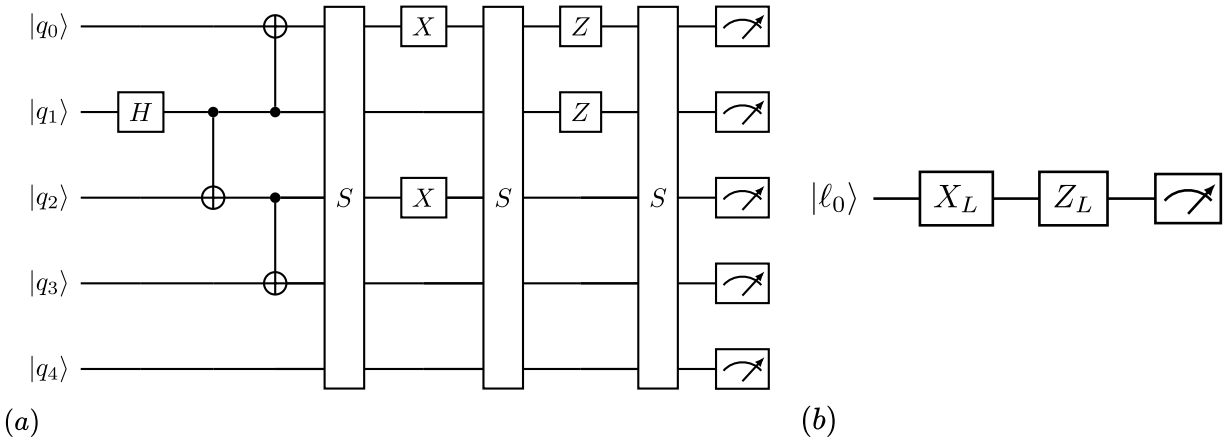 |q₀⟩ X Z
|q₁⟩ H Z
|q₂⟩ S X S S
|q₃⟩
|q₄⟩
(a)
|ℓ₀⟩ X_L Z_L
(b)